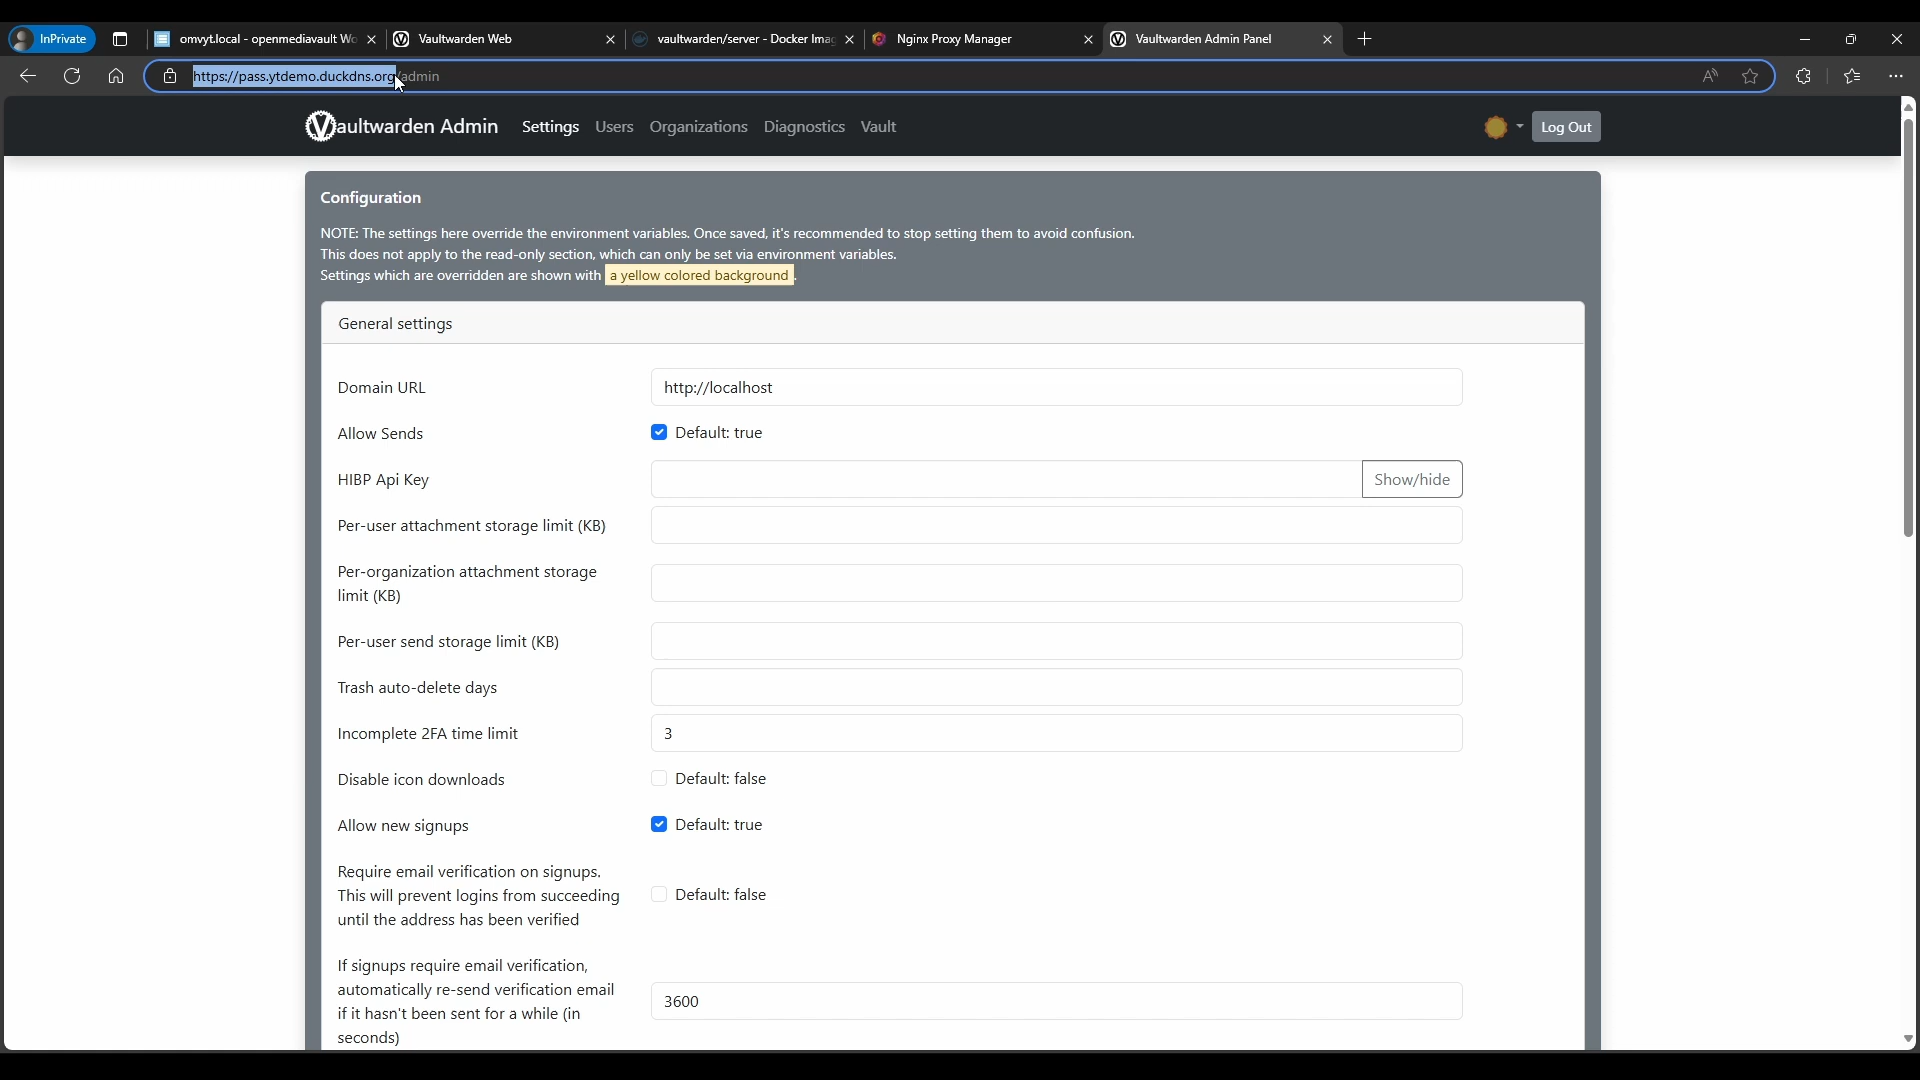 InPrivate
omvyt.local - openmediavault Wo
Vaultwarden Web
vaultwarden/server - Docker Imag
Nginx Proxy Manager
Vaultwarden Admin Panel
https://pass.ytdemo.duckdns.org/admin
Vaultwarden Admin Settings Users Organizations Diagnostics Vault Log Out
Configuration
NOTE: The settings here override the environment variables. Once saved, it's recommended to stop setting them to avoid confusion.
This does not apply to the read-only section, which can only be set via environment variables.
Settings which are overridden are shown with a yellow colored background.
General settings
Domain URL http://localhost
Allow Sends Default: true
HIBP Api Key Show/hide
Per-user attachment storage limit (KB)
Per-organization attachment storage
limit (KB)
Per-user send storage limit (KB)
Trash auto-delete days
Incomplete 2FA time limit 3
Disable icon downloads Default: false
Allow new signups Default: true
Require email verification on signups.
This will prevent logins from succeeding Default: false
until the address has been verified
If signups require email verification,
automatically re-send verification email
if it hasn't been sent for a while (in 3600
seconds)